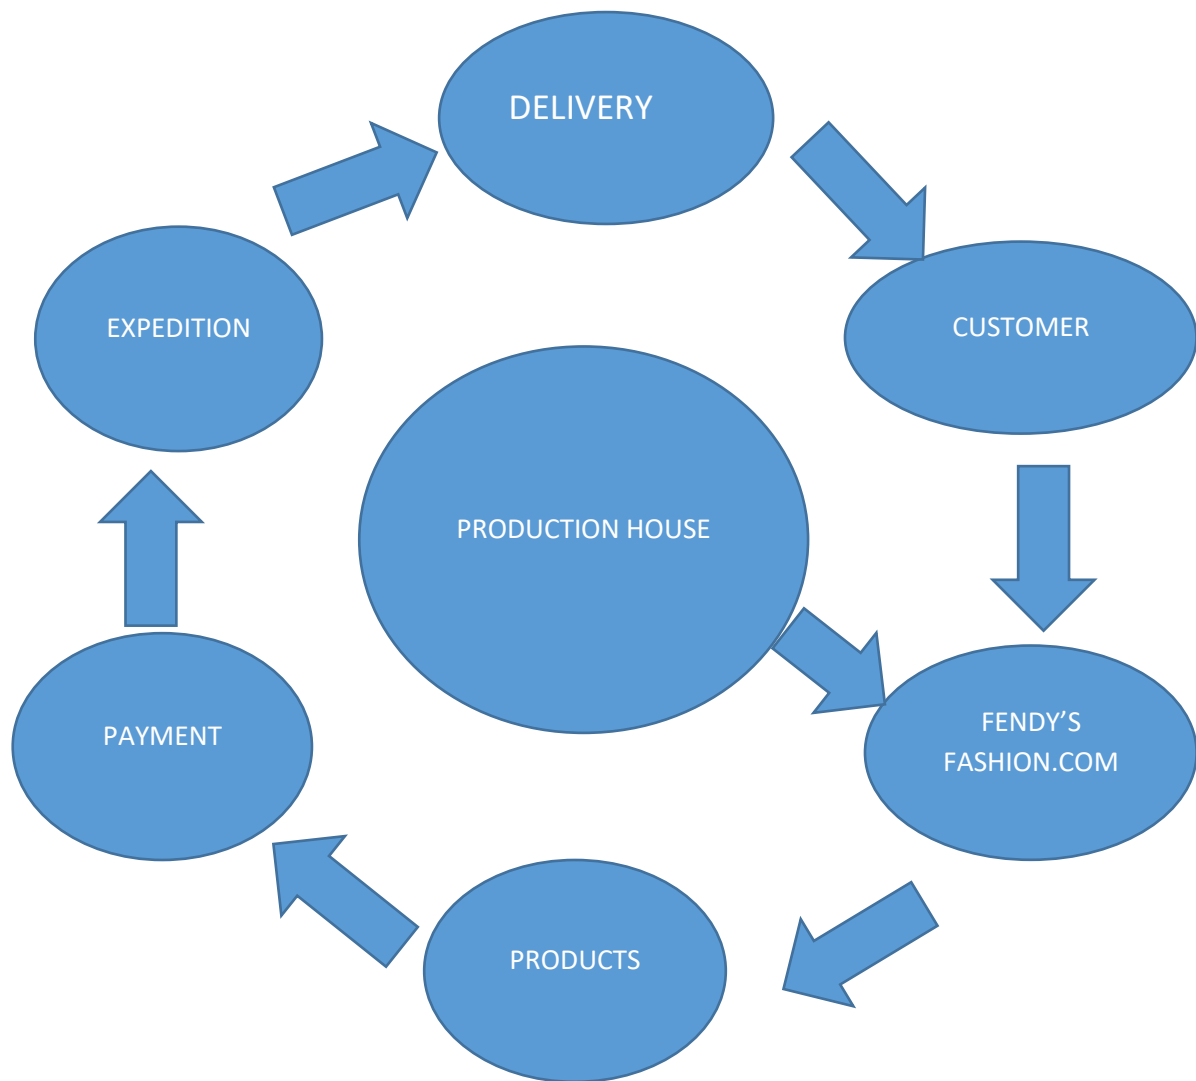 DELIVERY
EXPEDITION
CUSTOMER
PRODUCTION HOUSE
PAYMENT
FENDY’S
FASHION.COM
PRODUCTS